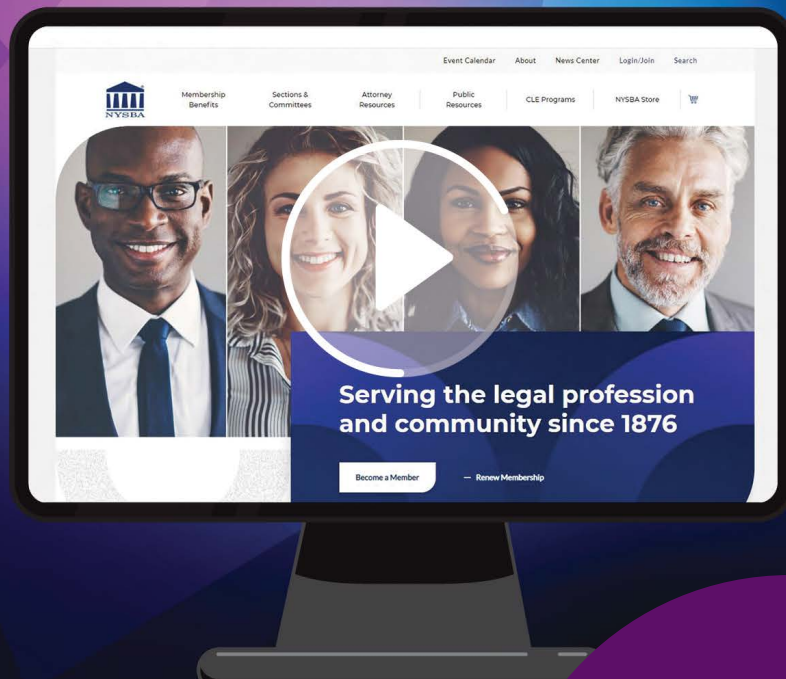 Event Calendar About News Center Login/Join Search
NYSBA
Membership
Benefits
Sections &
Committees
Attorney
Resources
Public
Resources
CLE Programs
NYSBA Store
Serving the legal profession
and community since 1876
Become a Member — Renew Membership